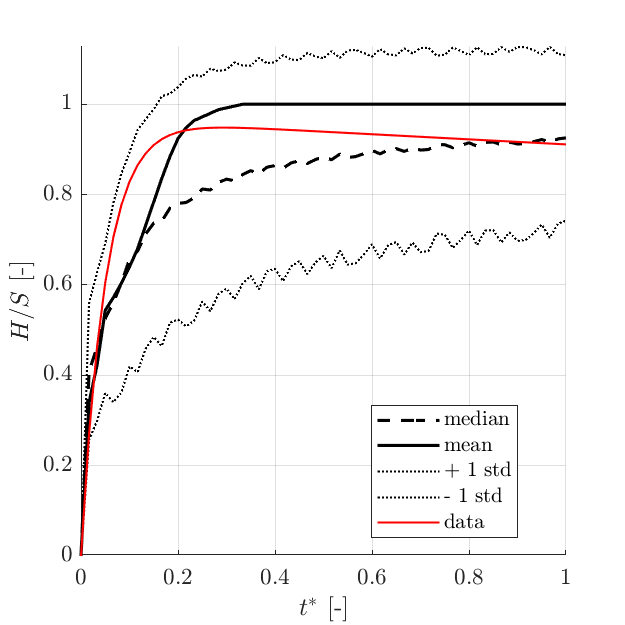 1
0.8
0.6
0.4
0.2
0
H/S [-]
median
mean
+ 1 std
- 1 std
data
0 0.2 0.4 0.6 0.8 1
t* [-]